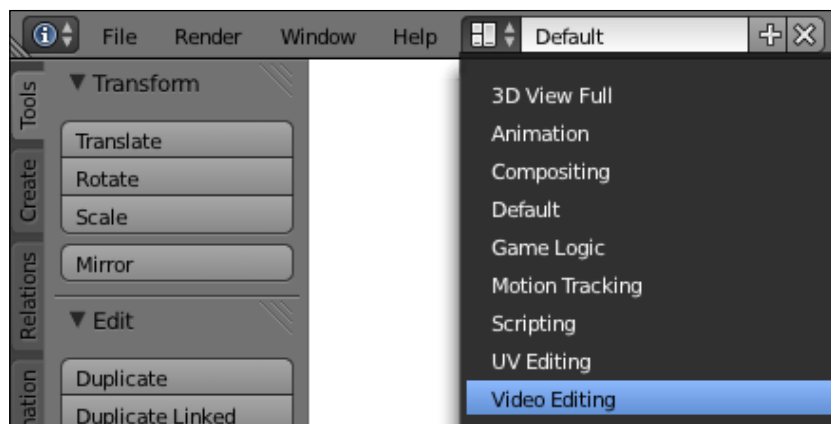 File Render Window Help Default
Tools
Transform
Translate
Rotate
Scale
Mirror
Create
Relations
Edit
Duplicate
Duplicate Linked
3D View Full
Animation
Compositing
Default
Game Logic
Motion Tracking
Scripting
UV Editing
Video Editing